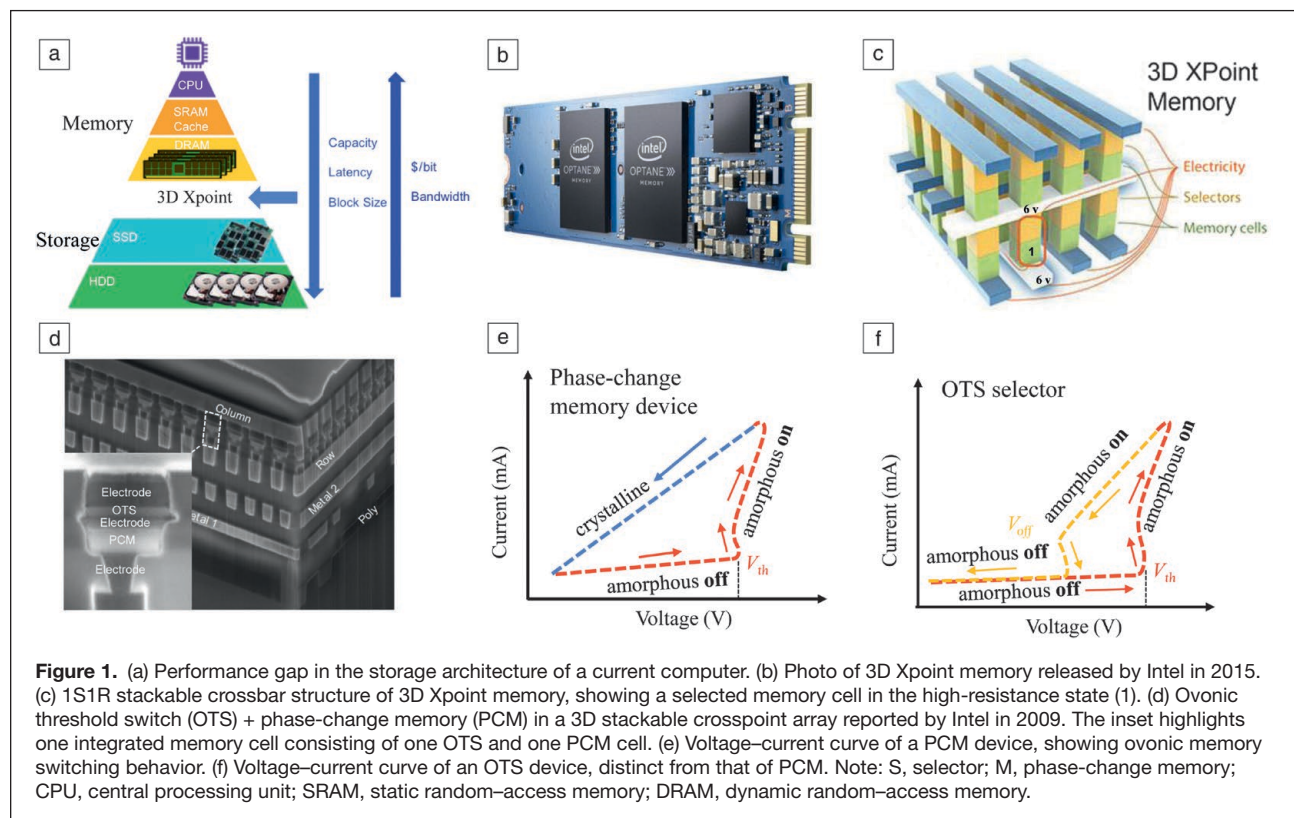 a
CPU
SRAM
Cache
Memory
DRAM
3D Xpoint
Storage
SSD
HDD
Capacity
Latency
Block Size
$/bit
Bandwidth
b
intel
OPTANE
MEMORY
intel
OPTANE
MEMORY
c
3D XPoint
Memory
Electricity
Selectors
Memory cells
6 v
1
6 v
d
Column
Row
Metal 2
etal 1
Poly
Electrode
OTS
Electrode
PCM
Electrode
e
Phase-change
memory device
Current (mA)
crystalline
amorphous on
Vth
amorphous off
Voltage (V)
f
OTS selector
Current (mA)
amorphous on
amorphous on
Voff
amorphous off
Vth
amorphous off
Voltage (V)
Figure 1. (a) Performance gap in the storage architecture of a current computer. (b) Photo of 3D Xpoint memory released by Intel in 2015.
(c) 1S1R stackable crossbar structure of 3D Xpoint memory, showing a selected memory cell in the high-resistance state (1). (d) Ovonic
threshold switch (OTS) + phase-change memory (PCM) in a 3D stackable crosspoint array reported by Intel in 2009. The inset highlights
one integrated memory cell consisting of one OTS and one PCM cell. (e) Voltage–current curve of a PCM device, showing ovonic memory
switching behavior. (f) Voltage–current curve of an OTS device, distinct from that of PCM. Note: S, selector; M, phase-change memory;
CPU, central processing unit; SRAM, static random–access memory; DRAM, dynamic random–access memory.